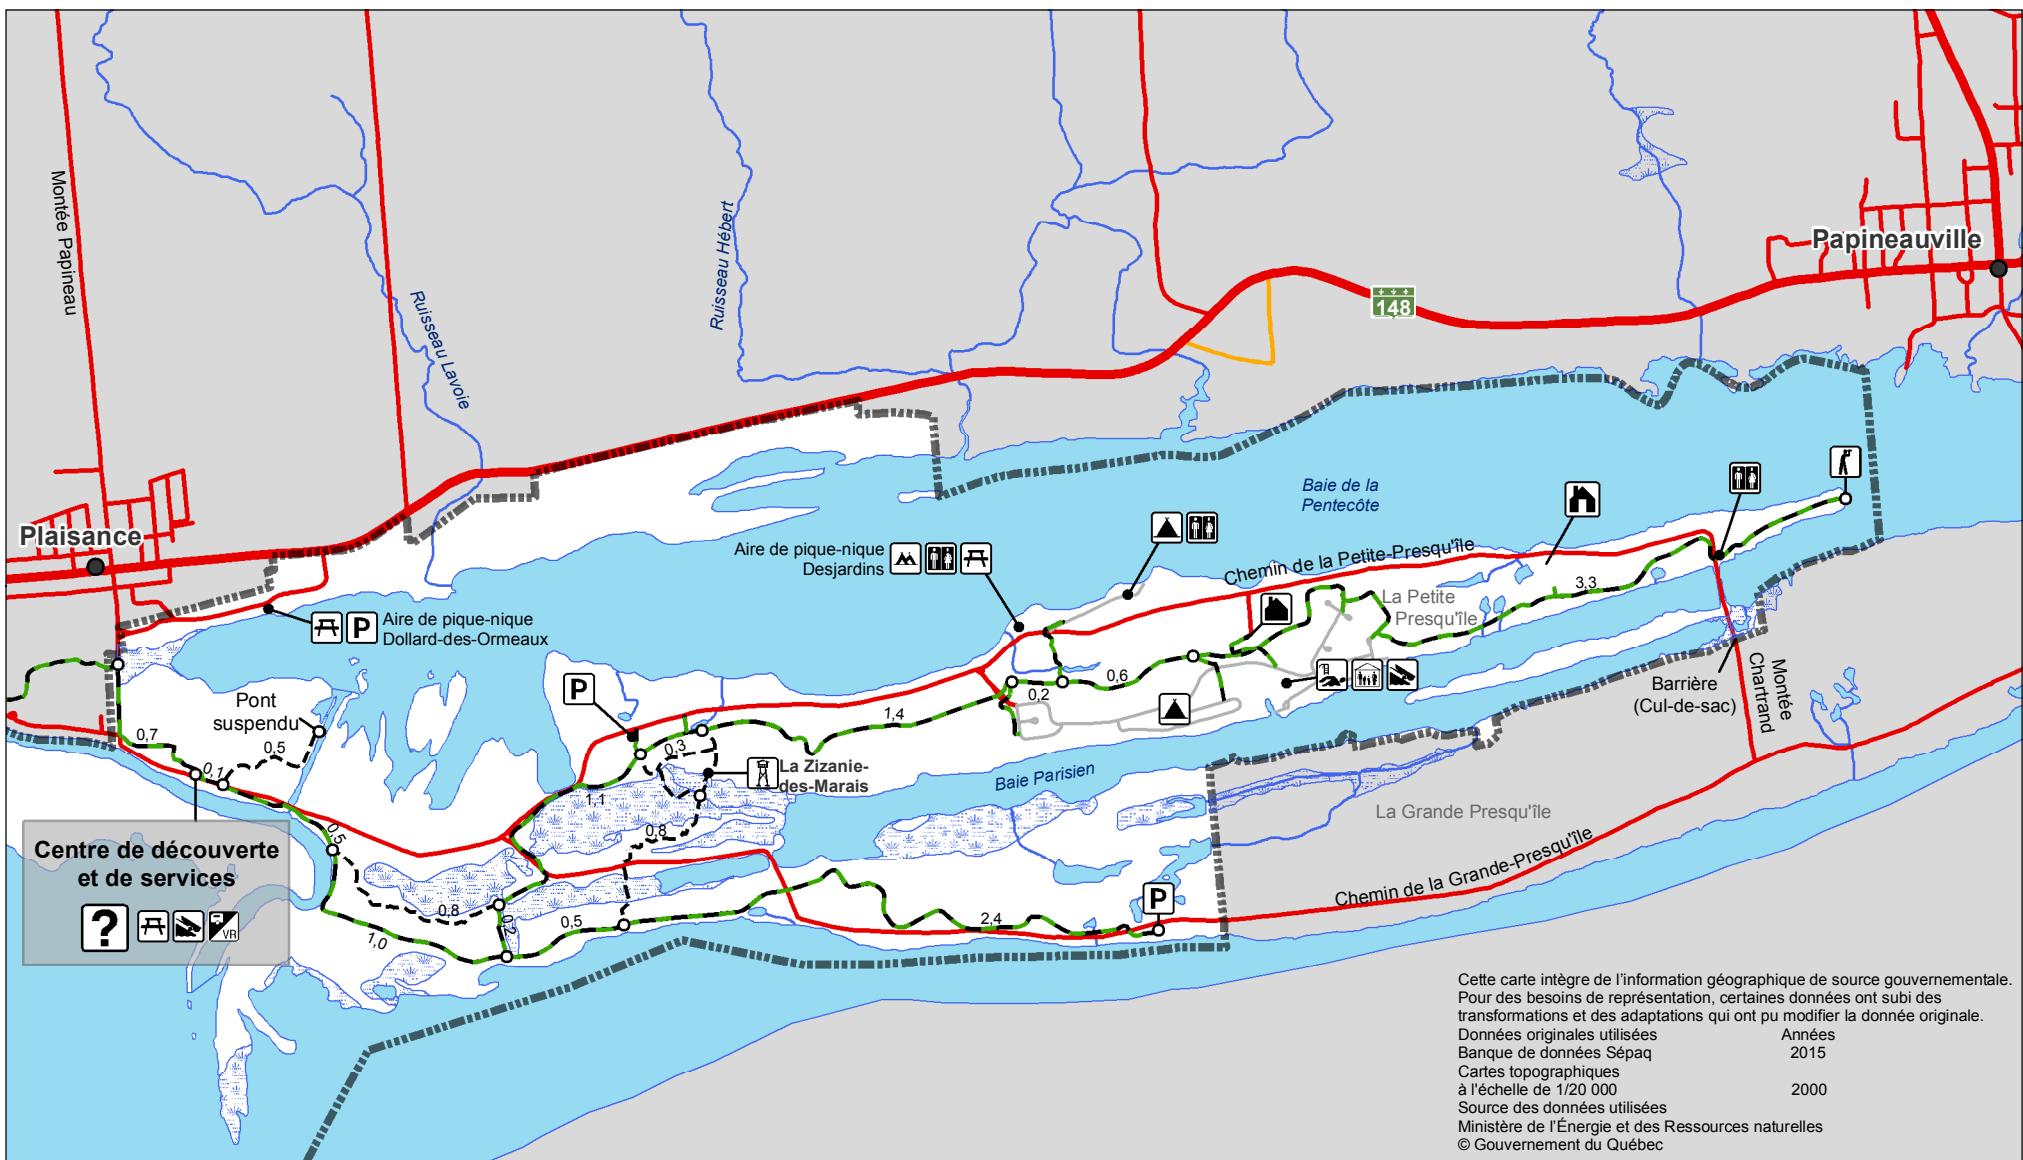 Montée Papineau
Ruisseau Lavoie
Ruisseau Hébert
148
Papineauville
Plaisance
Baie de la
Pentecôte
Aire de pique-nique
Desjardins
Chemin de la Petite-Presqu'île
La Petite
Presqu'île
3,3
P
Aire de pique-nique
Dollard-des-Ormeaux
Pont
suspendu
P
0,6
0,2
1,4
0,7
0,5
0,1
0,3
La Zizanie-
des-Marais
1,1
Baie Parisien
Barrière
(Cul-de-sac)
Montée
Chartrand
La Grande Presqu'île
Chemin de la Grande-Presqu'île
0,8
0,5
0,8
0,2
0,5
1,0
2,4
P
Centre de découverte
et de services
?
VR
Cette carte intègre de l'information géographique de source gouvernementale.
Pour des besoins de représentation, certaines données ont subi des
transformations et des adaptations qui ont pu modifier la donnée originale.
Données originales utilisées Années
Banque de données Sépaq 2015
Cartes topographiques
à l'échelle de 1/20 000 2000
Source des données utilisées
Ministère de l'Énergie et des Ressources naturelles
© Gouvernement du Québec